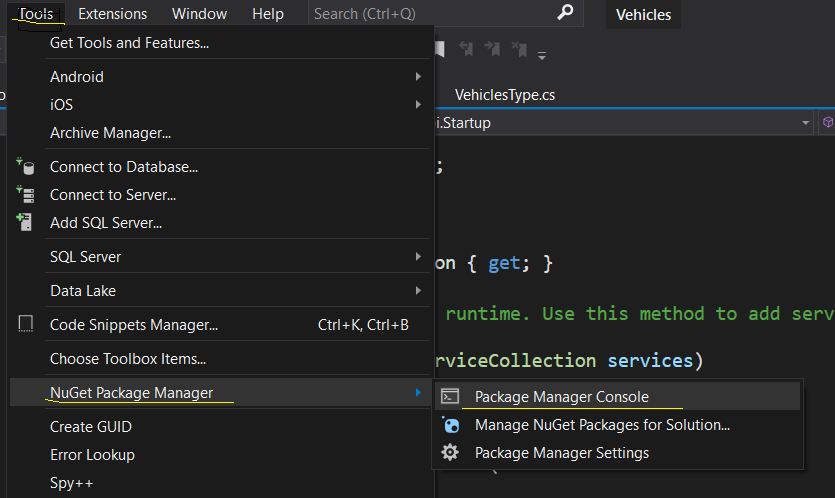 Tools Extensions Window Help Search (Ctrl+Q) Vehicles
Get Tools and Features...
Android
iOS
Archive Manager...
Connect to Database...
Connect to Server...
Add SQL Server...
SQL Server
Data Lake
Code Snippets Manager... Ctrl+K, Ctrl+B
Choose Toolbox Items...
NuGet Package Manager
Create GUID
Error Lookup
Spy++
VehiclesType.cs
i.Startup
;
on { get; }
runtime. Use this method to add serv
rviceCollection services)
Package Manager Console
Manage NuGet Packages for Solution...
Package Manager Settings